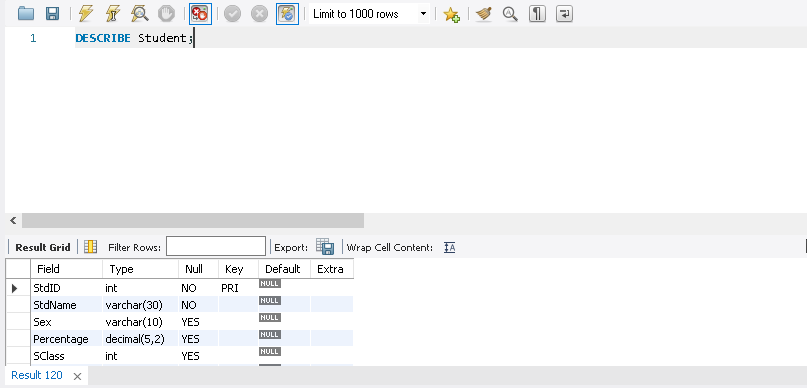 Limit to 1000 rows
1 DESCRIBE Student;
Result Grid Filter Rows: Export: Wrap Cell Content:
Field Type Null Key Default Extra
StdID int NO PRI NULL
StdName varchar(30) NO NULL
Sex varchar(10) YES NULL
Percentage decimal(5,2) YES NULL
SClass int YES NULL
Result 120